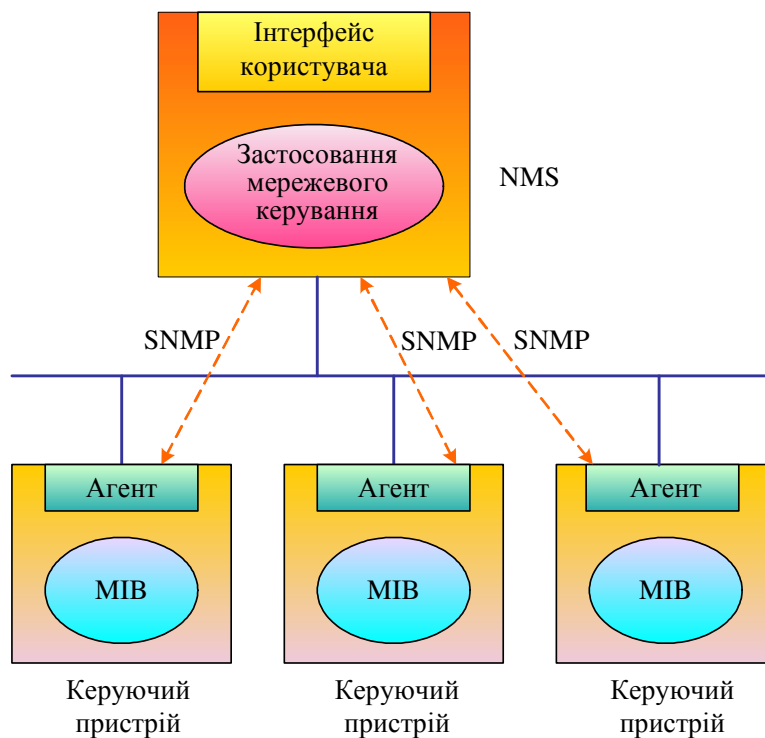 Інтерфейс
користувача
Застосовання
мережевого
керування
NMS
SNMP
SNMP
SNMP
Агент
Агент
Агент
MIB
MIB
MIB
Керуючий
пристрій
Керуючий
пристрій
Керуючий
пристрій